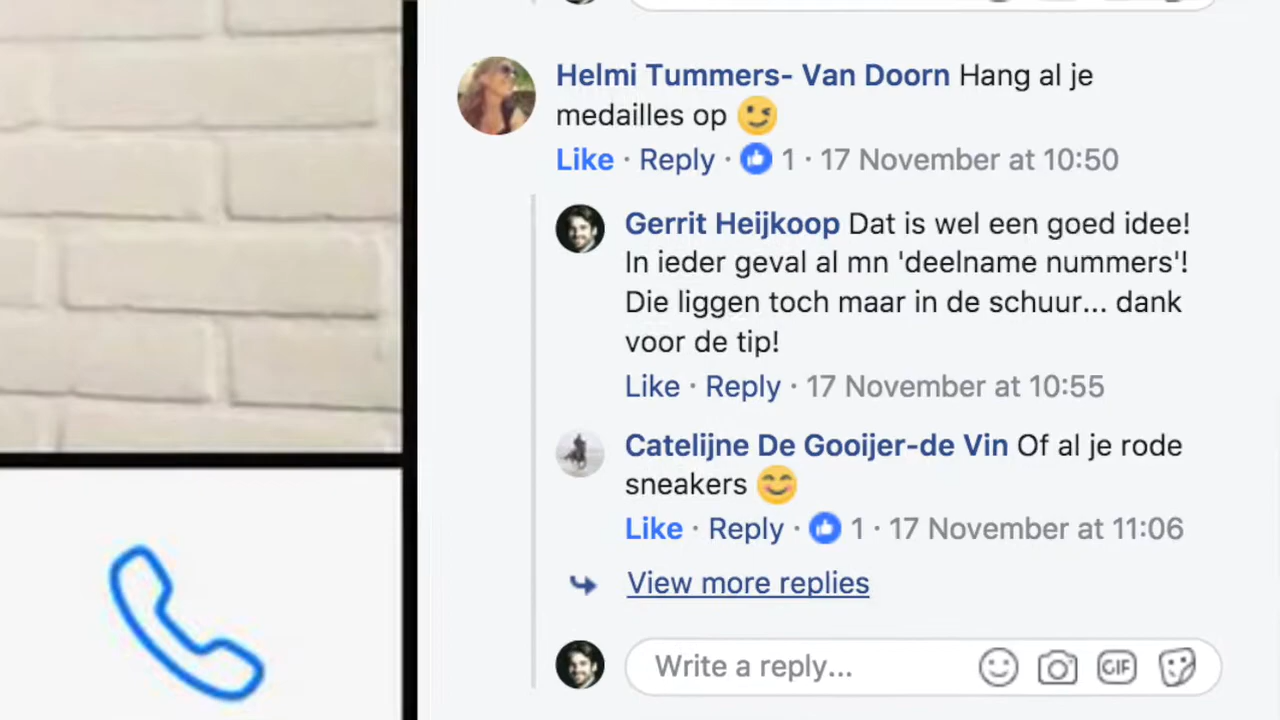 Helmi Tummers- Van Doorn Hang al je
medailles op 😉
Like · Reply · 1 · 17 November at 10:50
Gerrit Heijkoop Dat is wel een goed idee!
In ieder geval al mn 'deelname nummers'!
Die liggen toch maar in de schuur... dank
voor de tip!
Like · Reply · 17 November at 10:55
Catelijne De Gooijer-de Vin Of al je rode
sneakers 😊
Like · Reply · 1 · 17 November at 11:06
View more replies
Write a reply...
GIF